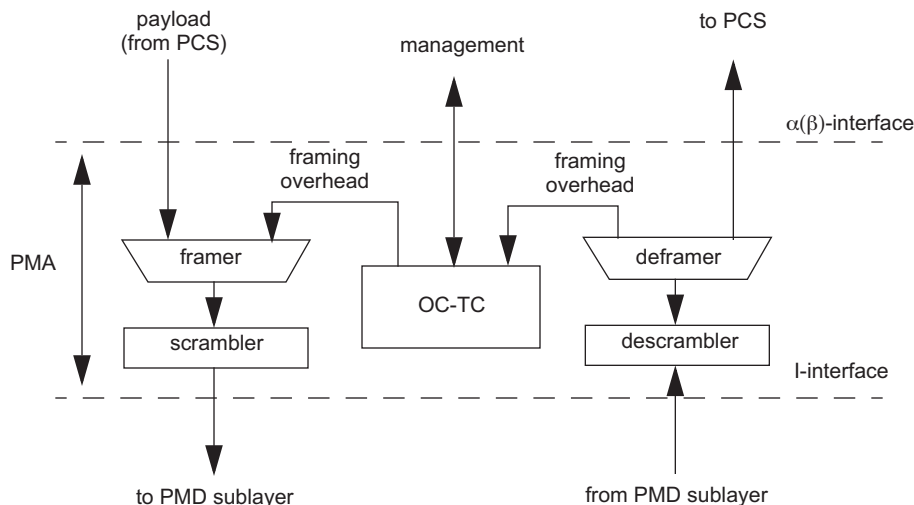 payload
(from PCS)
management
to PCS
α(β)-interface
framing
overhead
framing
overhead
PMA
framer
OC-TC
deframer
scrambler
descrambler
I-interface
to PMD sublayer
from PMD sublayer